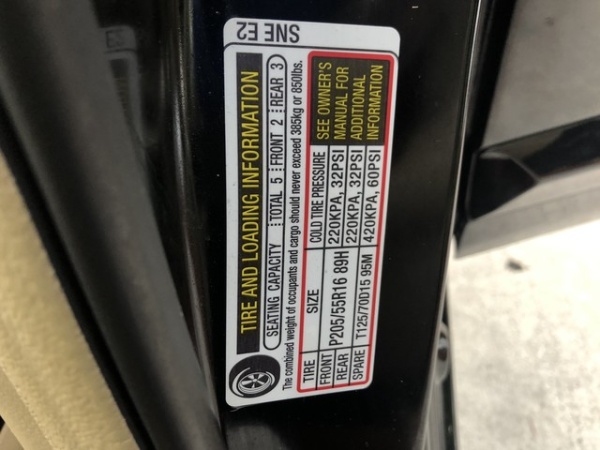 SNE E2
TIRE AND LOADING INFORMATION
SEATING CAPACITY TOTAL 5 FRONT 2 REAR 3
The combined weight of occupants and cargo should never exceed 385kg or 850lbs.
TIRE SIZE COLD TIRE PRESSURE
FRONT P205/55R16 89H 220KPA, 32PSI
REAR 220KPA, 32PSI
SPARE T125/70D15 95M 420KPA, 60PSI
SEE OWNER'S
MANUAL FOR
ADDITIONAL
INFORMATION